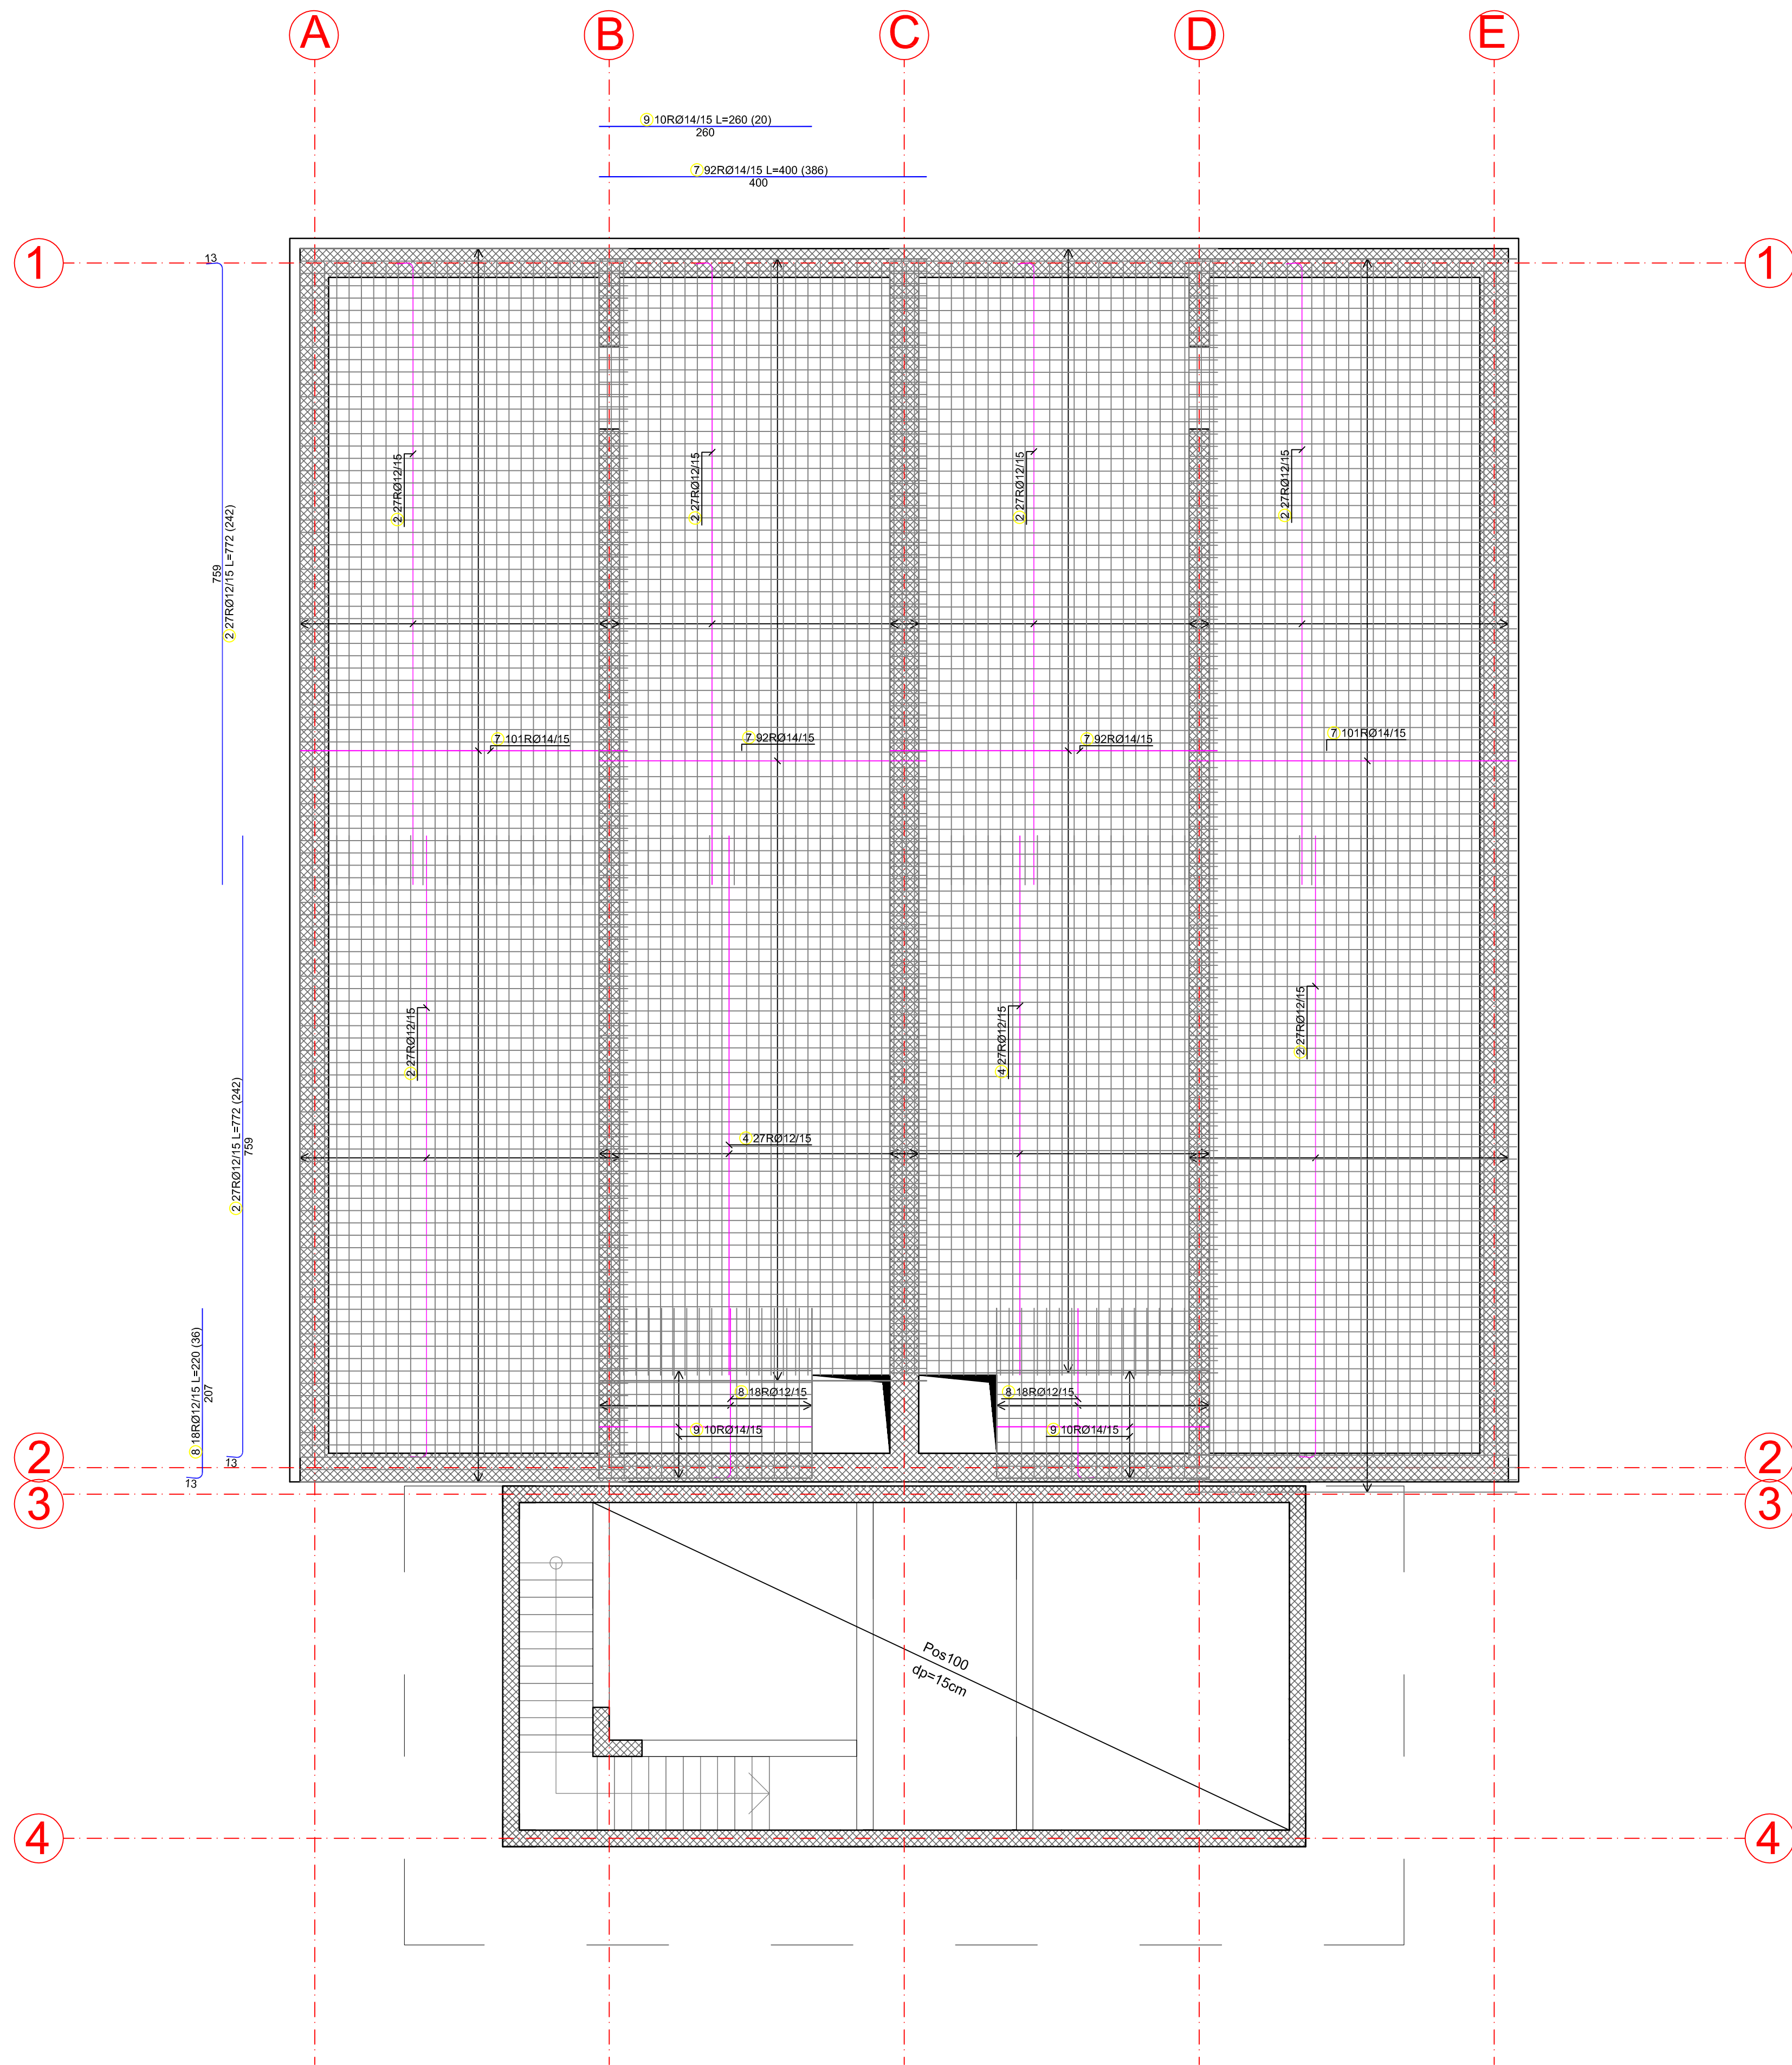 A
B
C
D
E
9 10RØ14/15 L=260 (20)
260
7 92RØ14/15 L=400 (386)
400
1
13
1
2 27RØ12/15
2 27RØ12/15
2 27RØ12/15
2 27RØ12/15
759
2 27RØ12/15 L=772 (242)
7 101RØ14/15
7 92RØ14/15
7 92RØ14/15
7 101RØ14/15
2 27RØ12/15
4 27RØ12/15
2 27RØ12/15
4 27RØ12/15
2 27RØ12/15 L=772 (242)
759
8 18RØ12/15 L=220 (36)
207
8 18RØ12/15
8 18RØ12/15
9 10RØ14/15
9 10RØ14/15
13
13
2
2
3
3
Pos100
dp=15cm
4
4